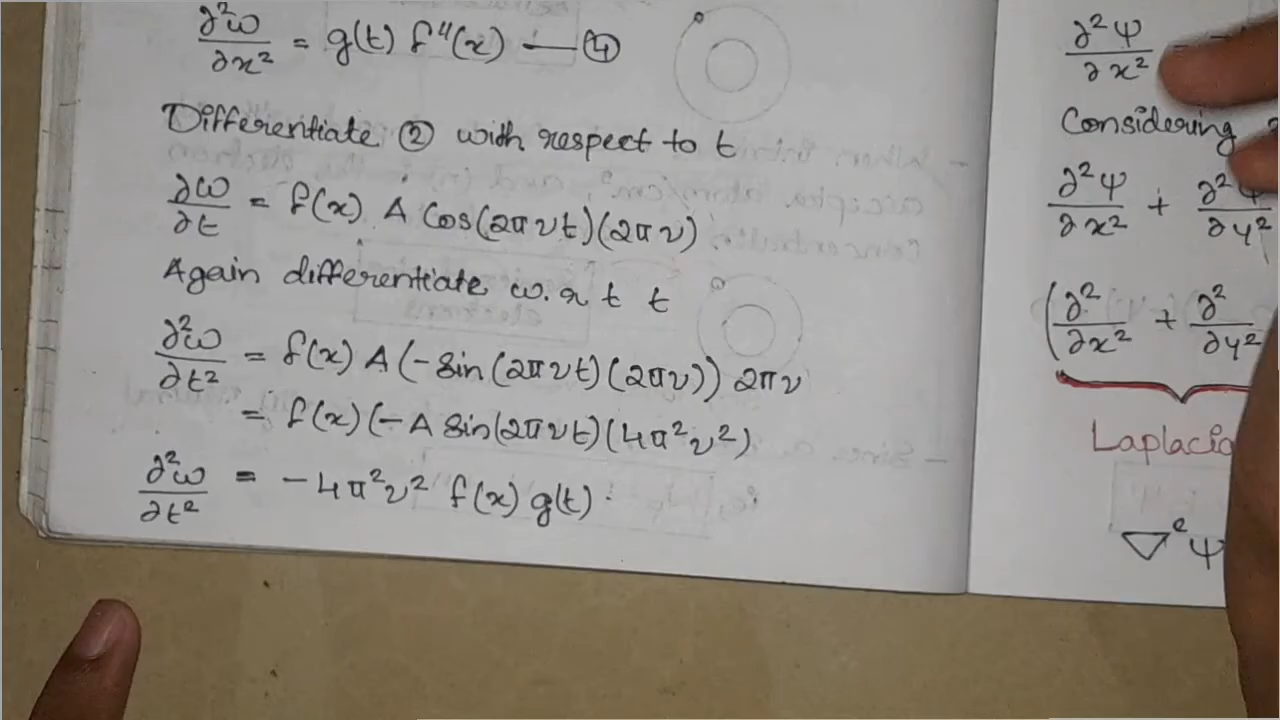 ∂²ω/∂x² = g(t) f"(x) — ④
Differentiate ② with respect to t
∂ω/∂t = f(x) A Cos(2πνt)(2πν)
Again differentiate w.r t t
∂²ω/∂t² = f(x) A (-Sin(2πνt)(2πν)) 2πν
= f(x)(-A Sin(2πνt)(4π²ν²)
∂²ω/∂t² = -4π²ν² f(x) g(t).
∂²ψ/∂x²
Considering
∂²ψ/∂x² + ∂²ψ/∂y²
(∂²/∂x² + ∂²/∂y²
∇²ψ